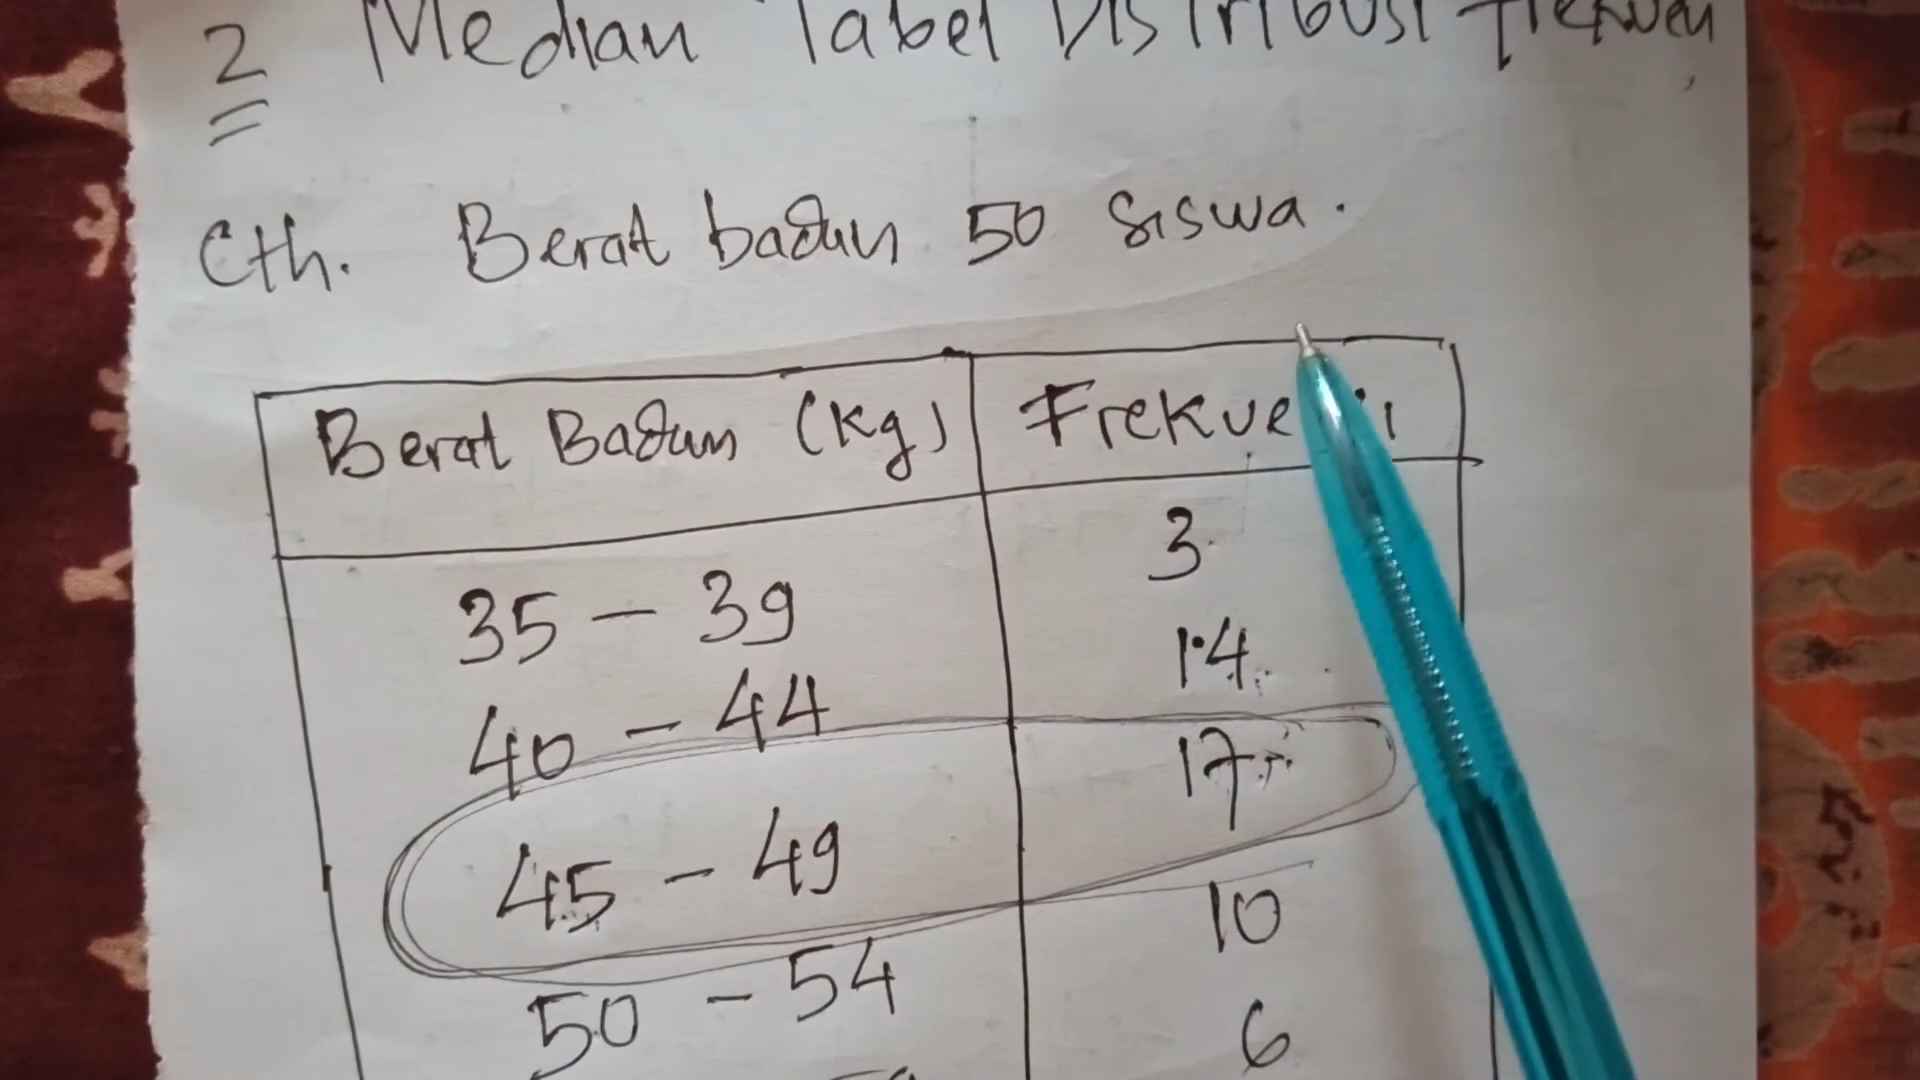 2 Median Tabel Distribusi
Cth. Berat badan 50 siswa.
Berat Badan (kg)
35 - 39 3
40 - 44 14
45 - 49 17
50 - 54 10
6